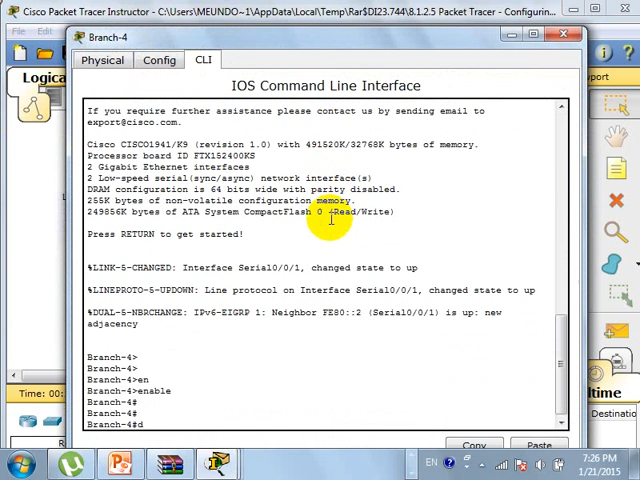 Cisco Packet Tracer Instructor - C:\Users\MEUNDO~1\AppData\Local\Temp\Rar$DI23.744\8.1.2.5 Packet Tracer - Configurin...
File
Branch-4
Physical
Config
CLI
Logica
port
IOS Command Line Interface
If you require further assistance please contact us by sending email to
export@cisco.com.
Cisco CISCO1941/K9 (revision 1.0) with 491520K/32768K bytes of memory.
Processor board ID FTX152400KS
2 Gigabit Ethernet interfaces
2 Low-speed serial(sync/async) network interface(s)
DRAM configuration is 64 bits wide with parity disabled.
255K bytes of non-volatile configuration memory.
249856K bytes of ATA System CompactFlash 0 (Read/Write)
Press RETURN to get started!
%LINK-5-CHANGED: Interface Serial0/0/1, changed state to up
%LINEPROTO-5-UPDOWN: Line protocol on Interface Serial0/0/1, changed state to up
%DUAL-5-NBRCHANGE: IPv6-EIGRP 1: Neighbor FE80::2 (Serial0/0/1) is up: new
adjacency
Branch-4>
Branch-4>
Branch-4>en
Branch-4>enable
Branch-4#
Branch-4#
Branch-4#d
Time: 00:
ltime
Destinatio
Copy
Paste
EN
7:26 PM
1/21/2015